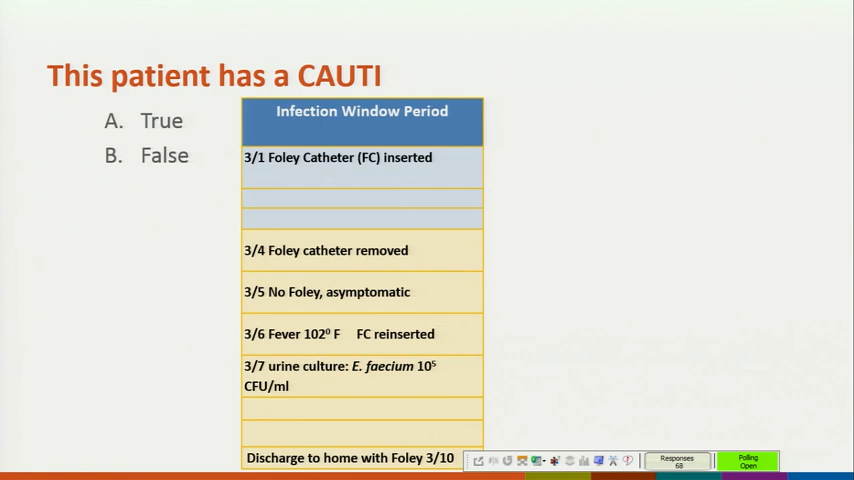 This patient has a CAUTI
A. True
B. False
Infection Window Period
3/1 Foley Catheter (FC) inserted
3/4 Foley catheter removed
3/5 No Foley, asymptomatic
3/6 Fever 102⁰ F FC reinserted
3/7 urine culture: E. faecium 10⁵
CFU/ml
Discharge to home with Foley 3/10
Responses
68
Polling
Open